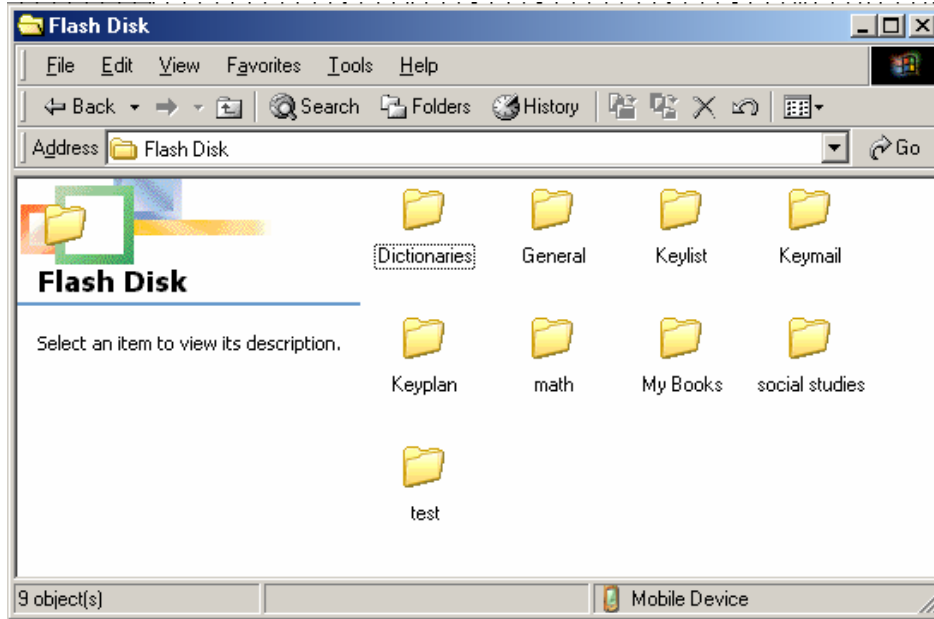 Flash Disk
File Edit View Favorites Tools Help
Back Search Folders History
Address Flash Disk Go
Dictionaries General Keylist Keymail
Flash Disk
Select an item to view its description.
Keyplan math My Books social studies
test
9 object(s) Mobile Device